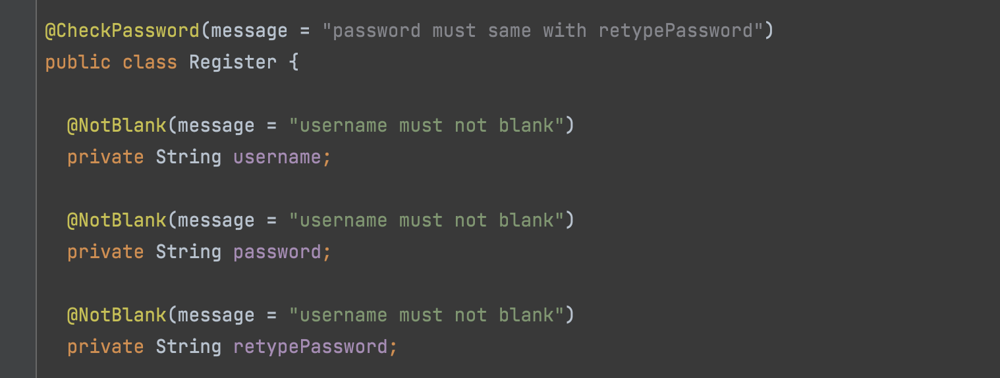 @CheckPassword(message = "password must same with retypePassword")
public class Register {
@NotBlank(message = "username must not blank")
private String username;
@NotBlank(message = "username must not blank")
private String password;
@NotBlank(message = "username must not blank")
private String retypePassword;